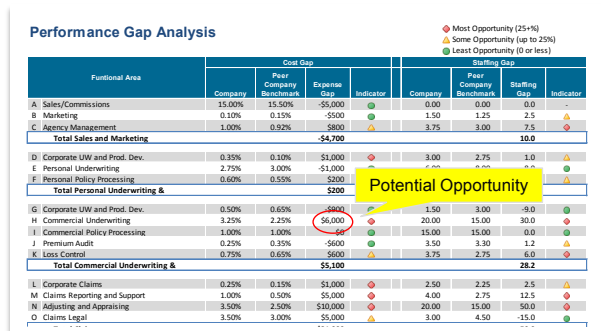 Performance Gap Analysis
Most Opportunity (25+%)
Some Opportunity (up to 25%)
Least Opportunity (0 or less)
Cost Gap Staffing Gap
Funtional Area Company Peer Company Benchmark Expense Gap Indicator Company Peer Company Benchmark Staffing Gap Indicator
A Sales/Commissions 15.00% 15.50% -$5,000 0.00 0.00 0.0 -
B Marketing 0.10% 0.15% -$500 1.50 1.25 2.5
C Agency Management 1.00% 0.92% $800 3.75 3.00 7.5
Total Sales and Marketing -$4,700 10.0
D Corporate UW and Prod. Dev. 0.35% 0.10% $1,000 3.00 2.75 1.0
E Personal Underwriting 2.75% 3.00% -$1,000
F Personal Policy Processing 0.60% 0.55% $200
Total Personal Underwriting & $200
Potential Opportunity
G Corporate UW and Prod. Dev. 0.50% 0.65% -$900 1.50 3.00 -9.0
H Commercial Underwriting 3.25% 2.25% $6,000 20.00 15.00 30.0
I Commercial Policy Processing 1.00% 1.00% $0 15.00 15.00 0.0
J Premium Audit 0.25% 0.35% -$600 3.50 3.30 1.2
K Loss Control 0.75% 0.65% $600 3.75 2.75 6.0
Total Commercial Underwriting & $5,100 28.2
L Corporate Claims 0.25% 0.15% $1,000 2.50 2.25 2.5
M Claims Reporting and Support 1.00% 0.50% $5,000 4.00 2.75 12.5
N Adjusting and Appraising 3.50% 2.50% $10,000 20.00 15.00 50.0
O Claims Legal 3.50% 3.00% $5,000 3.00 4.50 -15.0